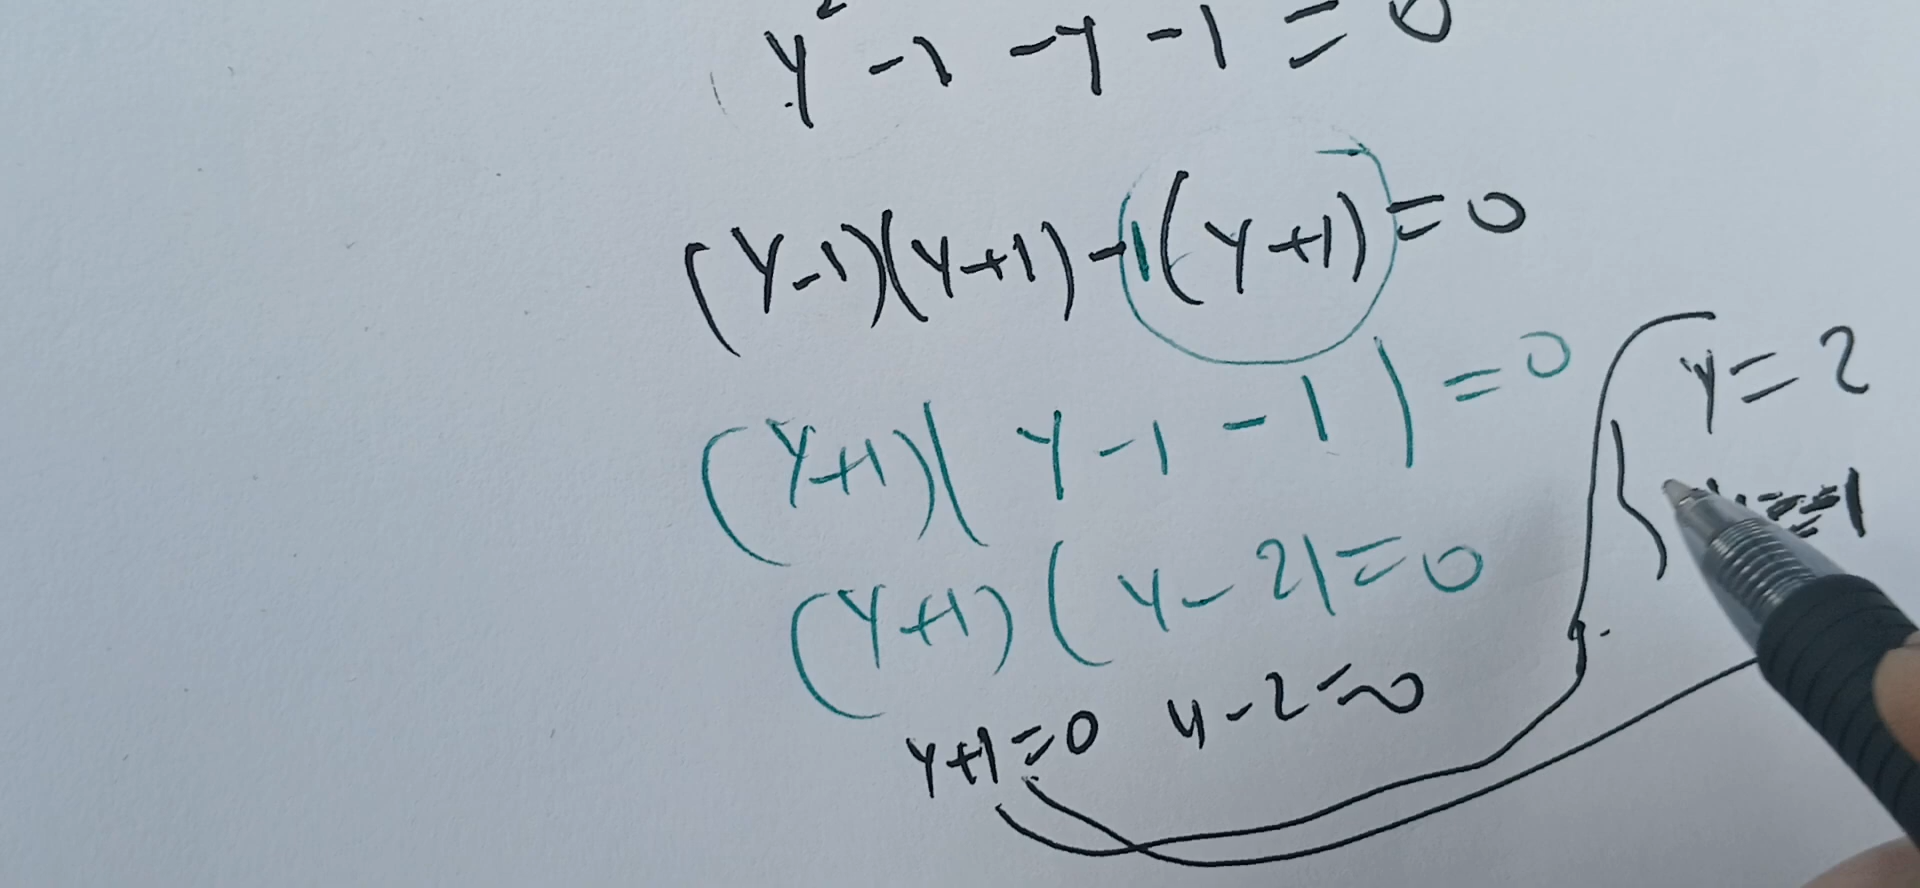 y² - 1 - y - 1 = 0
(y-1)(y+1) - 1(y+1) = 0
(y+1)(y-1-1) = 0
(y+1)(y-2) = 0
y+1=0 y-2=0
y = 2